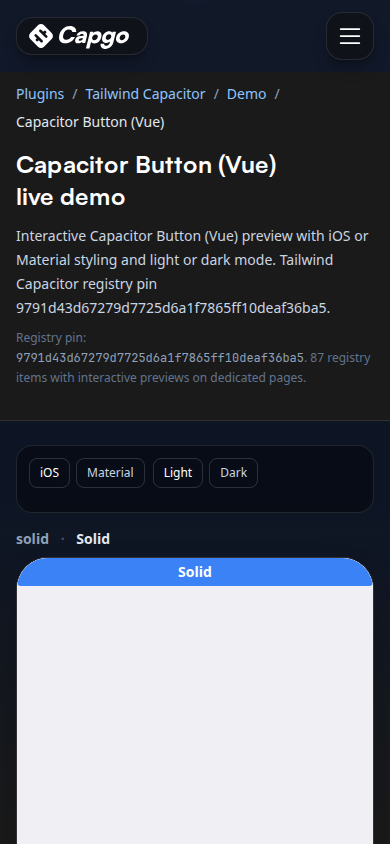 Capgo
Plugins / Tailwind Capacitor / Demo /
Capacitor Button (Vue)
Capacitor Button (Vue)
live demo
Interactive Capacitor Button (Vue) preview with iOS or
Material styling and light or dark mode. Tailwind
Capacitor registry pin
9791d43d67279d7725d6a1f7865ff10deaf36ba5.
Registry pin:
9791d43d67279d7725d6a1f7865ff10deaf36ba5. 87 registry
items with interactive previews on dedicated pages.
iOS Material Light Dark
solid · Solid
Solid